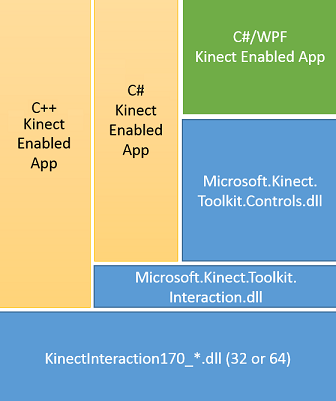 C++
Kinect
Enabled
App
C#
Kinect
Enabled
App
C#/WPF
Kinect Enabled App
Microsoft.Kinect.
Toolkit.Controls.dll
Microsoft.Kinect.Toolkit.
Interaction.dll
KinectInteraction170_*.dll (32 or 64)